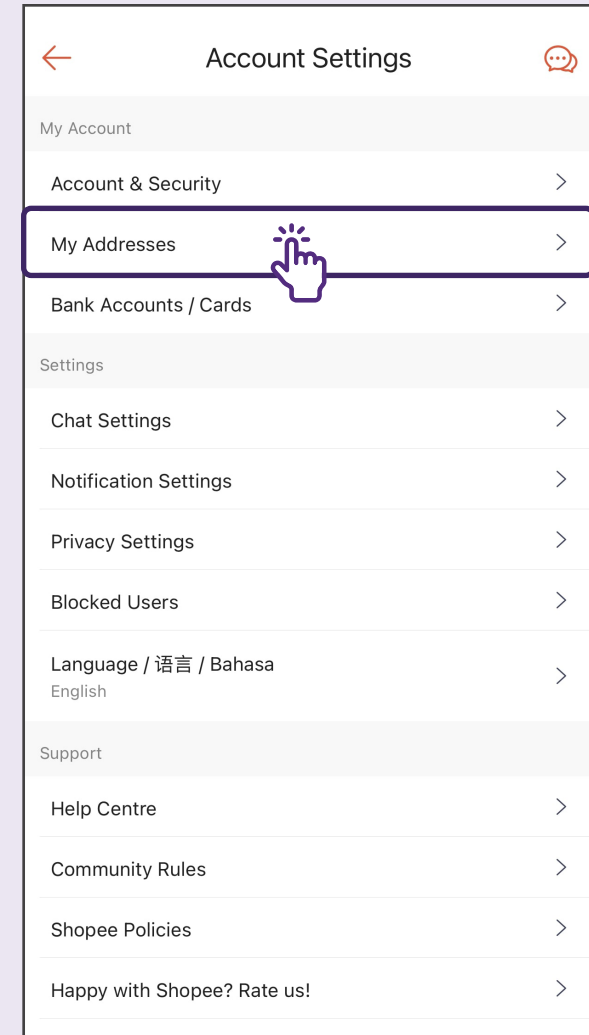 Account Settings
My Account
Account & Security
My Addresses
Bank Accounts / Cards
Settings
Chat Settings
Notification Settings
Privacy Settings
Blocked Users
Language / 语言 / Bahasa
English
Support
Help Centre
Community Rules
Shopee Policies
Happy with Shopee? Rate us!